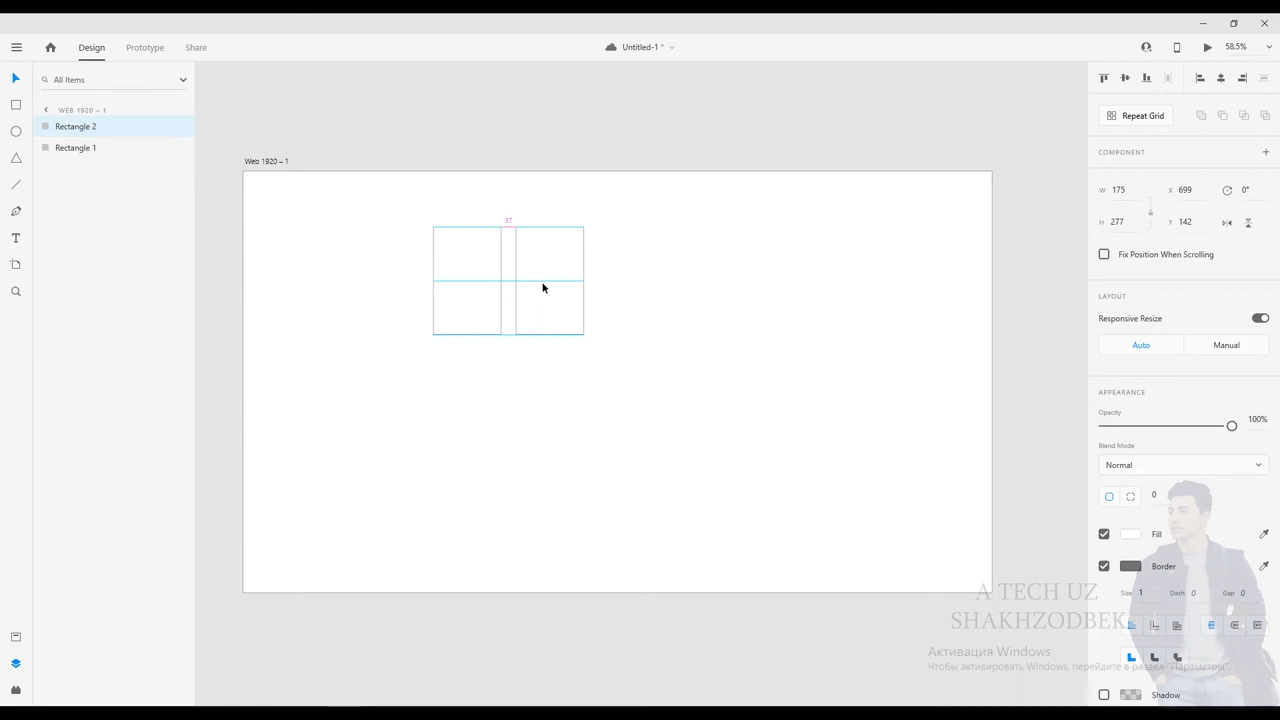 Design
Prototype
Share
Untitled-1 *
58.5%
All Items
WEB 1920 – 1
Rectangle 2
Rectangle 1
Web 1920 – 1
37
Repeat Grid
COMPONENT
W 175 X 699 0°
H 277 Y 142
Fix Position When Scrolling
LAYOUT
Responsive Resize
Auto Manual
APPEARANCE
Opacity
100%
Blend Mode
Normal
0
Fill
Border
Size 1 Dash 0 Gap 0
Shadow
A TECH UZ
SHAKHZODBEK
Активация Windows
Чтобы активировать Windows, перейдите в раздел "Параметры".